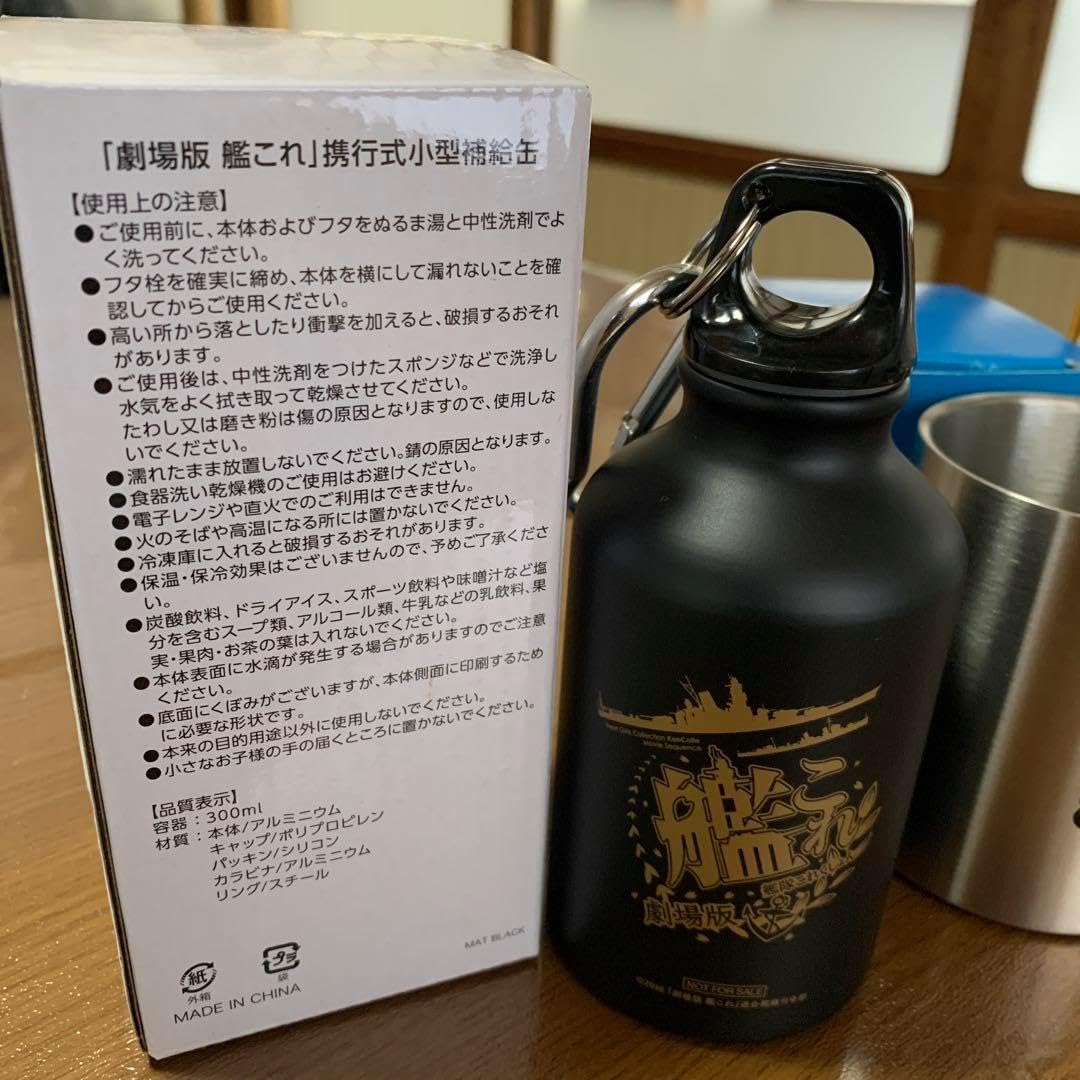 「劇場版 艦これ」携行式小型補給缶
【使用上の注意】
●ご使用前に、本体およびフタをぬるま湯と中性洗剤でよ
く洗ってください。
●フタ栓を確実に締め、本体を横にして漏れないことを確
認してからご使用ください。
●高い所から落としたり衝撃を加えると、破損するおそれ
があります。
●ご使用後は、中性洗剤をつけたスポンジなどで洗浄し
水気をよく拭き取って乾燥させてください。
たわし又は磨き粉は傷の原因となりますので、使用しな
いでください。
●濡れたまま放置しないでください。錆の原因となります。
●食器洗い乾燥機のご使用はお避けください。
●電子レンジや直火でのご利用はできません。
●火のそばや高温になる所には置かないでください。
●冷凍庫に入れると破損するおそれがあります。
●保温・保冷効果はございませんので、予めご了承くださ
い。
●炭酸飲料、ドライアイス、スポーツ飲料や味噌汁など塩
分を含むスープ類、アルコール類、牛乳などの乳飲料、果
実・果肉・お茶の葉は入れないでください。
●本体表面に水滴が発生する場合がありますのでご注意
ください。
●底面にくぼみがございますが、本体側面に印刷するため
に必要な形状です。
●本来の目的用途以外に使用しないでください。
●小さなお子様の手の届くところに置かないでください。
【品質表示】
容器：300ml
材質：本体/アルミニウム
キャップ/ポリプロピレン
パッキン/シリコン
カラビナ/アルミニウム
リング/スチール
MAT BLACK
紙
外箱
プラ
袋
MADE IN CHINA
Girls Collection KanColle
Movie Sequence
艦これ
艦隊これくしょん
劇場版
NOT FOR SALE